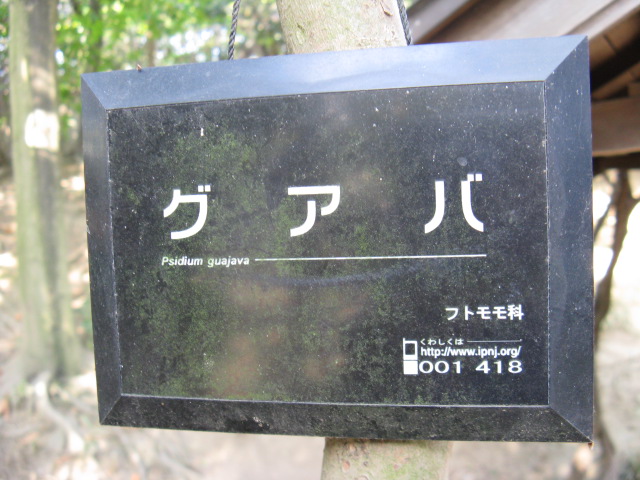 グアバ
Psidium guajava
フトモモ科
くわしくは
http://www.ipnj.org/
001 418